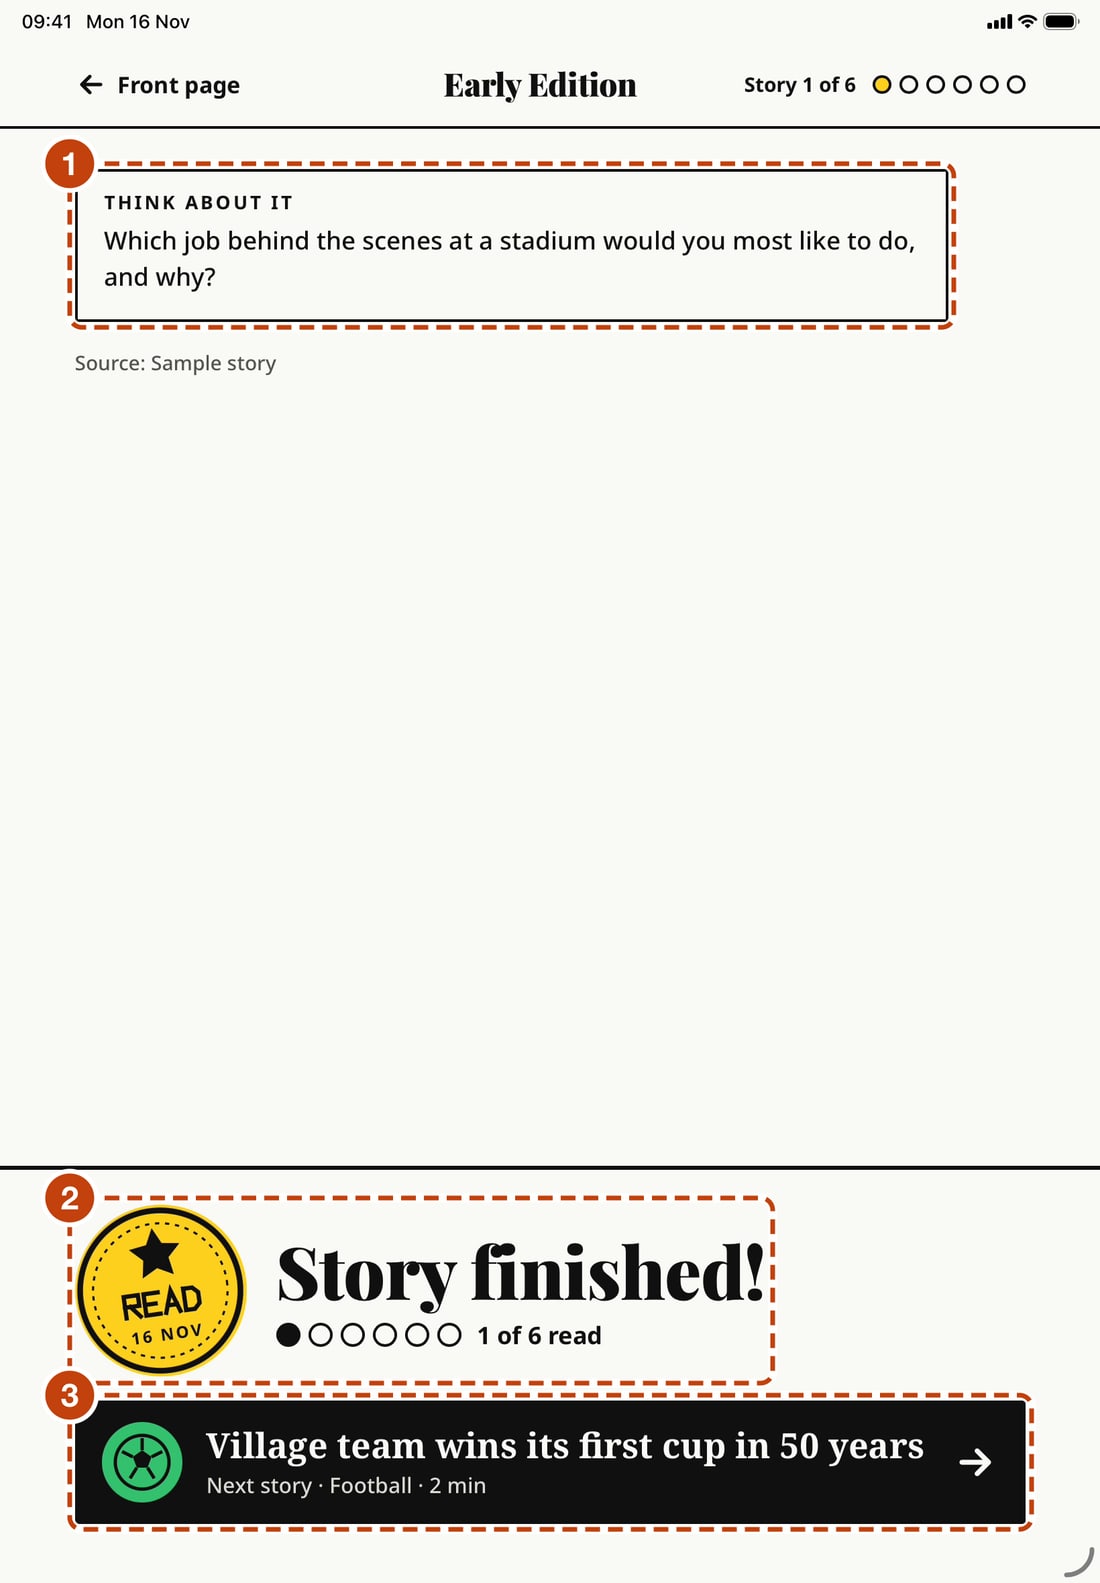 09:41 Mon 16 Nov
Front page
Early Edition
Story 1 of 6
1
THINK ABOUT IT
Which job behind the scenes at a stadium would you most like to do,
and why?
Source: Sample story
2
READ
16 NOV
Story finished!
1 of 6 read
3
Village team wins its first cup in 50 years
Next story · Football · 2 min